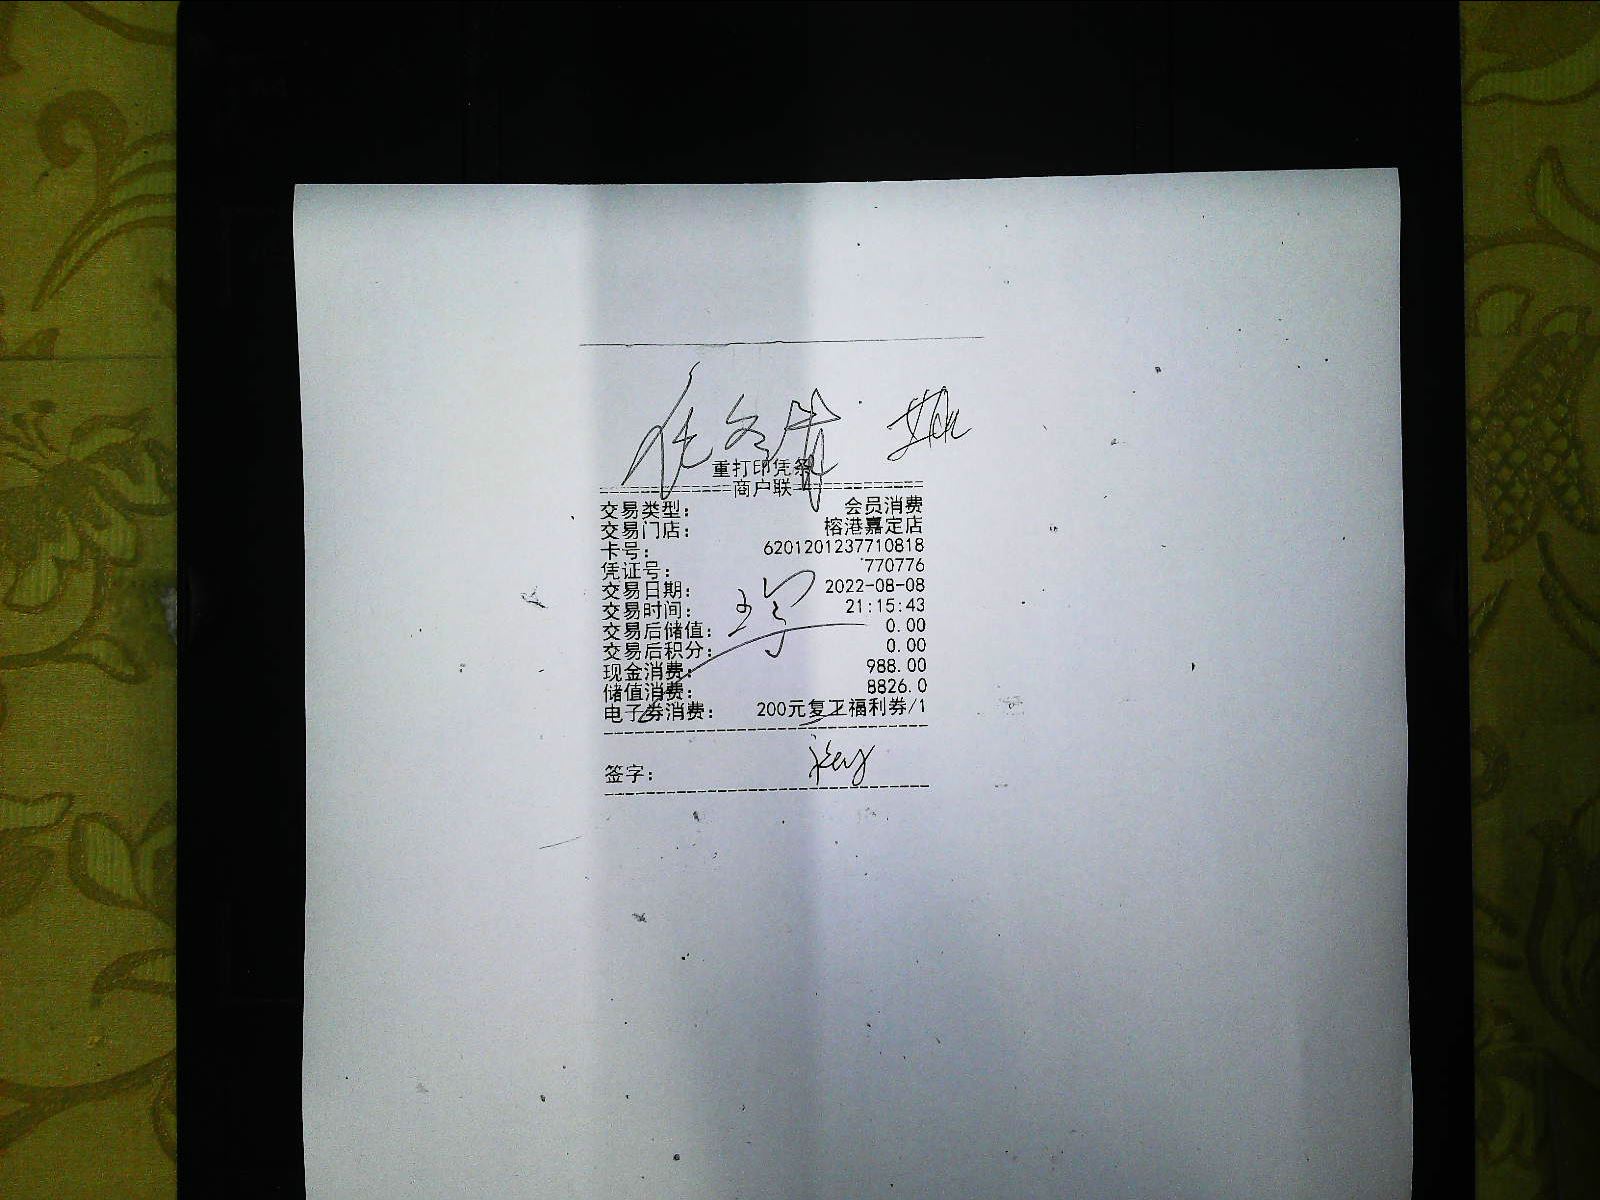 重打印凭条
============商户联============
交易类型： 会员消费
交易门店： 榕港嘉定店
卡号： 6201201237710818
凭证号： 770776
交易日期： 2022-08-08
交易时间： 21:15:43
交易后储值： 0.00
交易后积分： 0.00
现金消费： 988.00
储值消费： 8826.0
电子券消费： 200元复工福利券/1
签字：